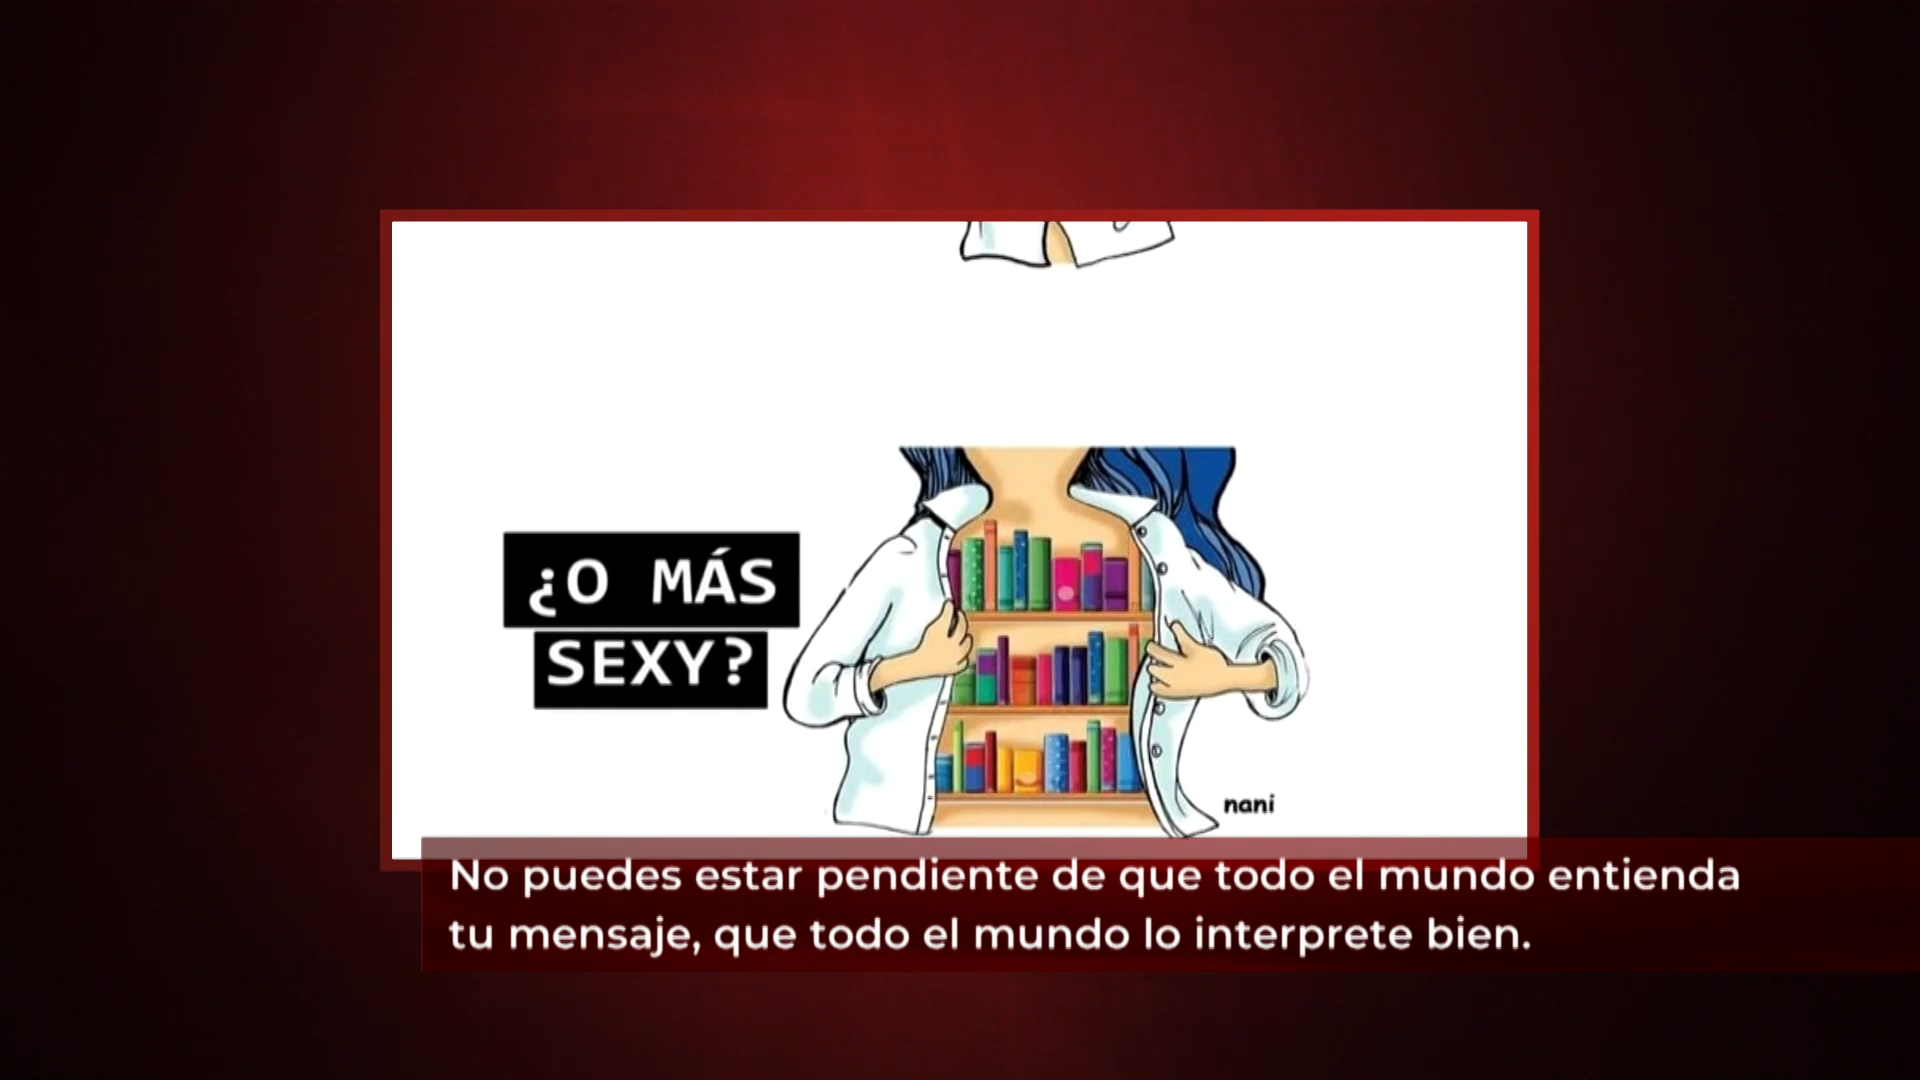 ¿O MÁS
SEXY?
nani
No puedes estar pendiente de que todo el mundo entienda
tu mensaje, que todo el mundo lo interprete bien.